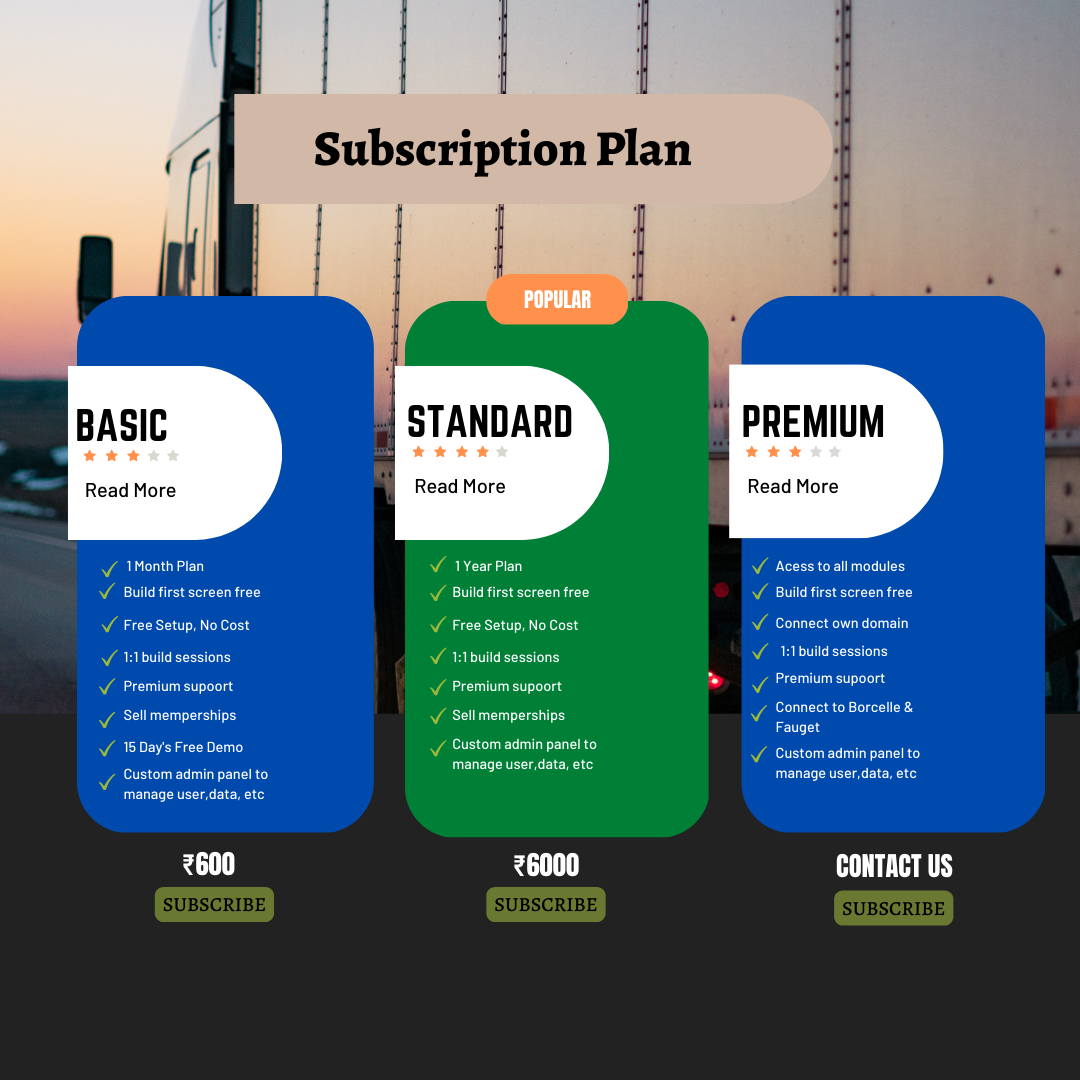 Subscription Plan
POPULAR
BASIC
Read More
1 Month Plan
Build first screen free
Free Setup, No Cost
1:1 build sessions
Premium supoort
Sell memperships
15 Day's Free Demo
Custom admin panel to
manage user,data, etc
₹600
SUBSCRIBE
STANDARD
Read More
1 Year Plan
Build first screen free
Free Setup, No Cost
1:1 build sessions
Premium supoort
Sell memperships
Custom admin panel to
manage user,data, etc
₹6000
SUBSCRIBE
PREMIUM
Read More
Acess to all modules
Build first screen free
Connect own domain
1:1 build sessions
Premium supoort
Connect to Borcelle &
Fauget
Custom admin panel to
manage user,data, etc
CONTACT US
SUBSCRIBE